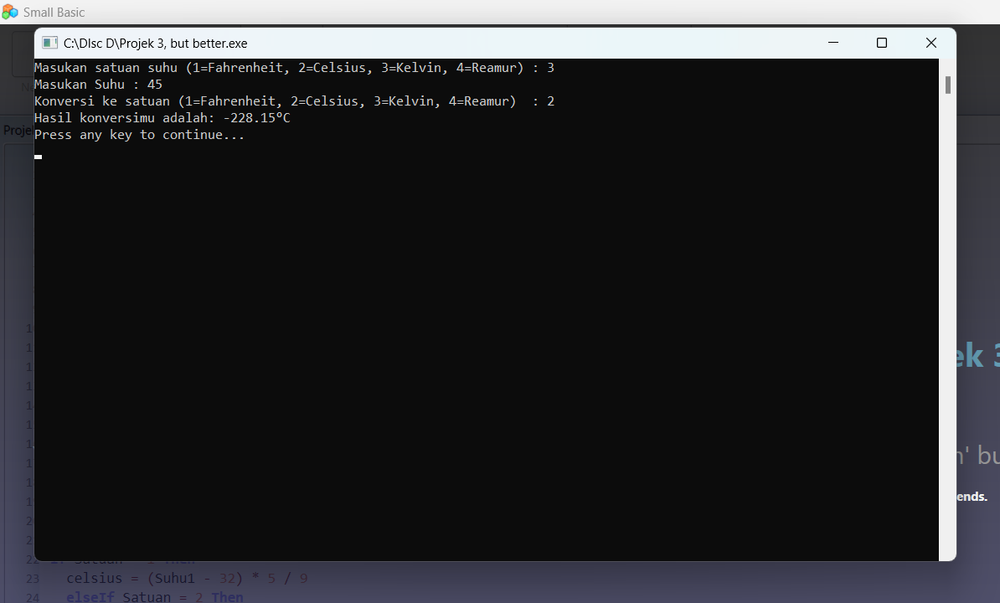 Small Basic
C:\DIsc D\Projek 3, but better.exe
Masukan satuan suhu (1=Fahrenheit, 2=Celsius, 3=Kelvin, 4=Reamur) : 3
Masukan Suhu : 45
Konversi ke satuan (1=Fahrenheit, 2=Celsius, 3=Kelvin, 4=Reamur)  : 2
Hasil konversimu adalah: -228.15°C
Press any key to continue...
Projek
ek 3
n' bu
ends.
23 celsius = (Suhu1 - 32) * 5 / 9
24 elseIf Satuan = 2 Then